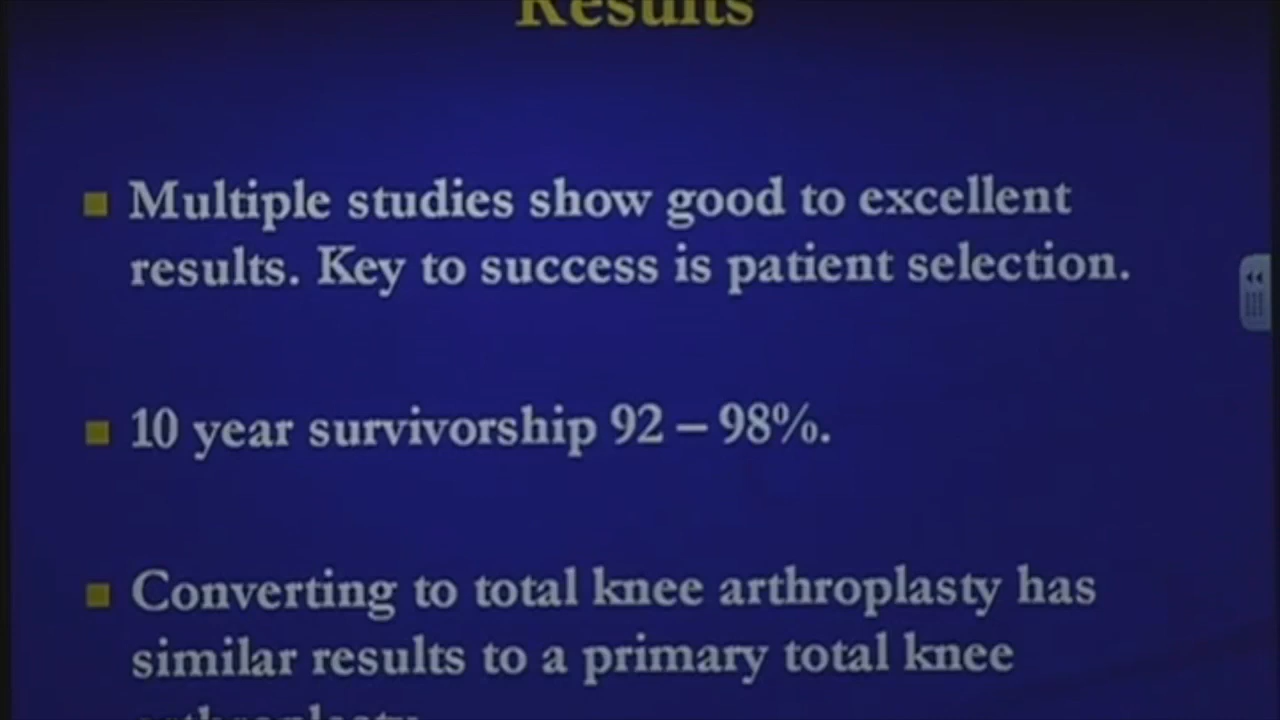 Results
Multiple studies show good to excellent
results. Key to success is patient selection.
10 year survivorship 92 – 98%.
Converting to total knee arthroplasty has
similar results to a primary total knee
arthroplasty.